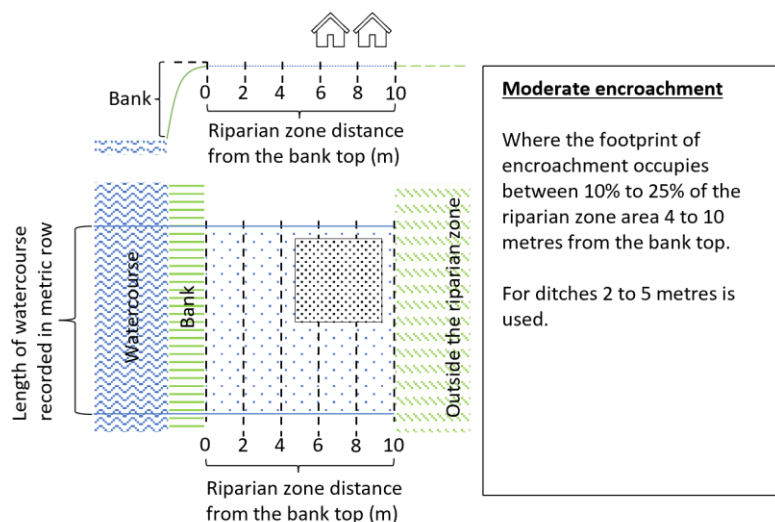 Bank
0 2 4 6 8 10
Riparian zone distance
from the bank top (m)
Length of watercourse
recorded in metric row
Watercourse
Bank
Outside the riparian zone
0 2 4 6 8 10
Riparian zone distance
from the bank top (m)
Moderate encroachment
Where the footprint of
encroachment occupies
between 10% to 25% of the
riparian zone area 4 to 10
metres from the bank top.
For ditches 2 to 5 metres is
used.